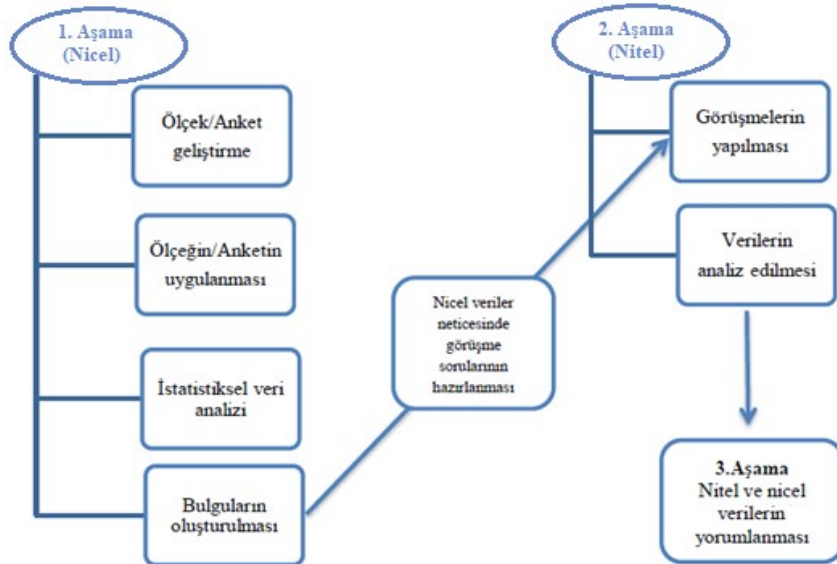 1. Aşama
(Nicel)
Ölçek/Anket
geliştirme
Ölçeğin/Anketin
uygulanması
İstatistiksel veri
analizi
Bulguların
oluşturulması
Nicel veriler
neticesinde
görüşme
sorularının
hazırlanması
2. Aşama
(Nitel)
Görüşmelerin
yapılması
Verilerin
analiz edilmesi
3.Aşama
Nitel ve nicel
verilerin
yorumlanması